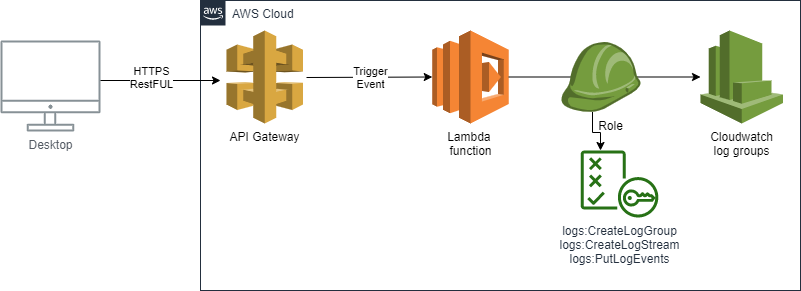 aws
AWS Cloud
HTTPS
RestFUL
Trigger
Event
Desktop
API Gateway
Lambda
function
Role
Cloudwatch
log groups
logs:CreateLogGroup
logs:CreateLogStream
logs:PutLogEvents